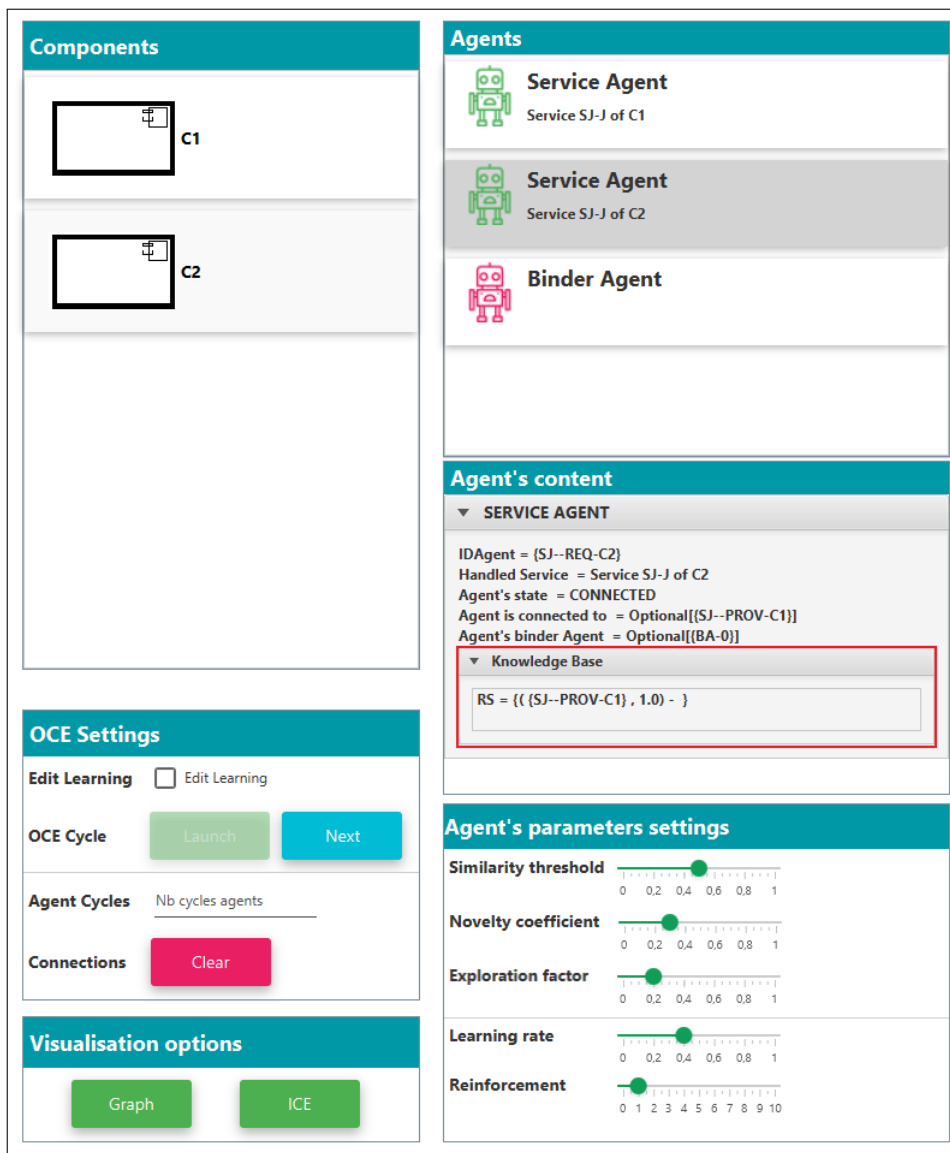 Components
C1
C2
Agents
Service Agent
Service SJ-J of C1
Service Agent
Service SJ-J of C2
Binder Agent
Agent's content
SERVICE AGENT
IDAgent = {SJ--REQ-C2}
Handled Service = Service SJ-J of C2
Agent's state = CONNECTED
Agent is connected to = Optional[{SJ--PROV-C1}]
Agent's binder Agent = Optional[{BA-0}]
Knowledge Base
RS = {( {SJ--PROV-C1} , 1.0) - }
OCE Settings
Edit Learning Edit Learning
OCE Cycle Launch Next
Agent Cycles Nb cycles agents
Connections Clear
Visualisation options
Graph ICE
Agent's parameters settings
Similarity threshold
0 0,2 0,4 0,6 0,8 1
Novelty coefficient
0 0,2 0,4 0,6 0,8 1
Exploration factor
0 0,2 0,4 0,6 0,8 1
Learning rate
0 0,2 0,4 0,6 0,8 1
Reinforcement
0 1 2 3 4 5 6 7 8 9 10